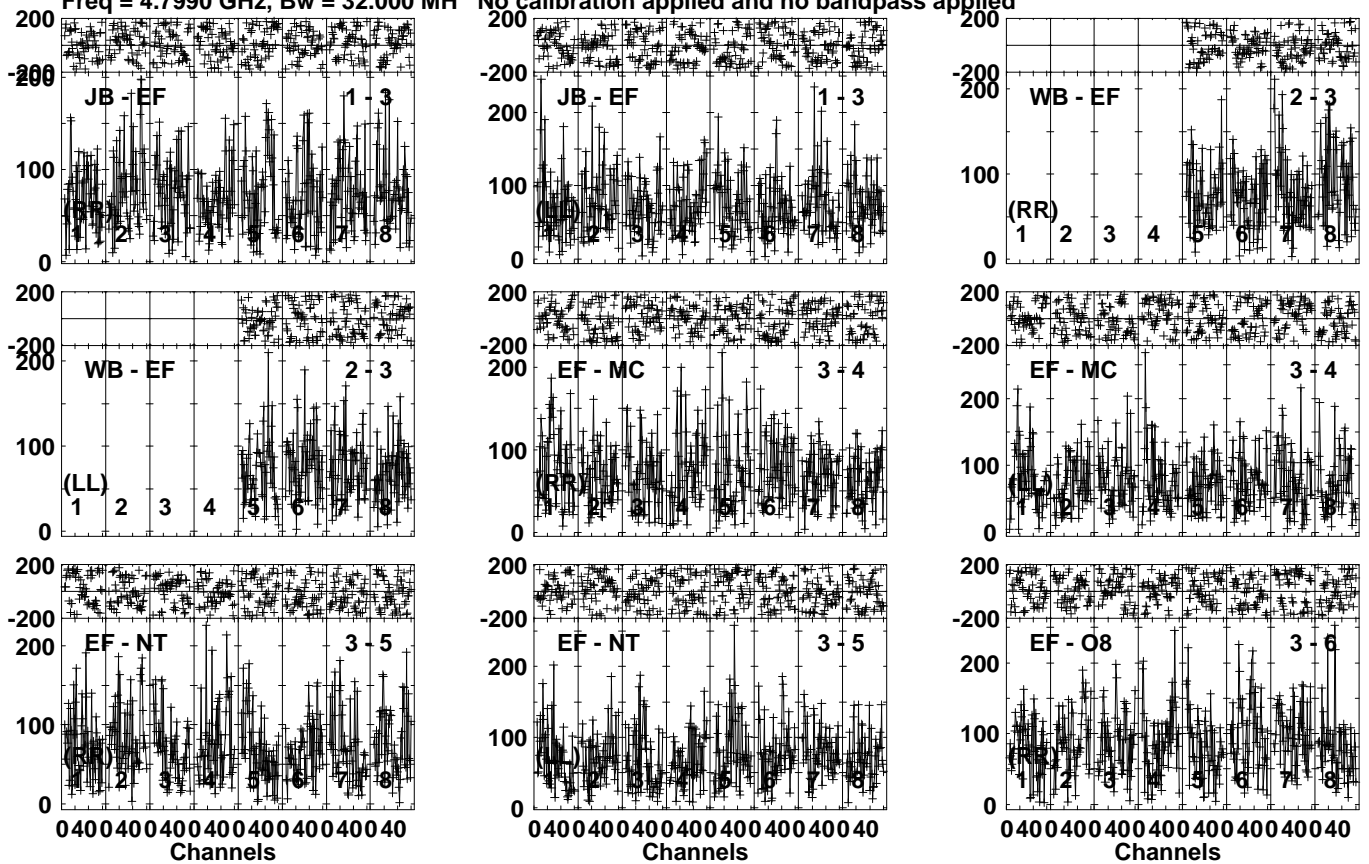 Freq = 4.7990 GHz, Bw = 32.000 MH No calibration applied and no bandpass applied
200 200 200
-200 -200 -200
200 JB - EF 1 - 3 200 JB - EF 1 - 3 200 WB - EF 2 - 3
100 100 100
(RR) (LL) (RR)
1 2 3 4 5 6 7 8 1 2 3 4 5 6 7 8 1 2 3 4 5 6 7 8
0 0 0
200 200 200
-200 -200 -200
200 WB - EF 2 - 3 200 EF - MC 3 - 4 200 EF - MC 3 - 4
100 100 100
(LL) (RR) (LL)
1 2 3 4 5 6 7 8 1 2 3 4 5 6 7 8 1 2 3 4 5 6 7 8
0 0 0
200 200 200
-200 -200 -200
200 EF - NT 3 - 5 200 EF - NT 3 - 5 200 EF - O8 3 - 6
100 100 100
(RR) (LL) (RR)
1 2 3 4 5 6 7 8 1 2 3 4 5 6 7 8 1 2 3 4 5 6 7 8
0 0 0
0 40 0 40 0 40 0 40 0 40 0 40 0 40 0 40 0 40 0 40 0 40 0 40 0 40 0 40 0 40 0 40 0 40 0 40 0 40 0 40 0 40 0 40 0 40 0 40
Channels Channels Channels